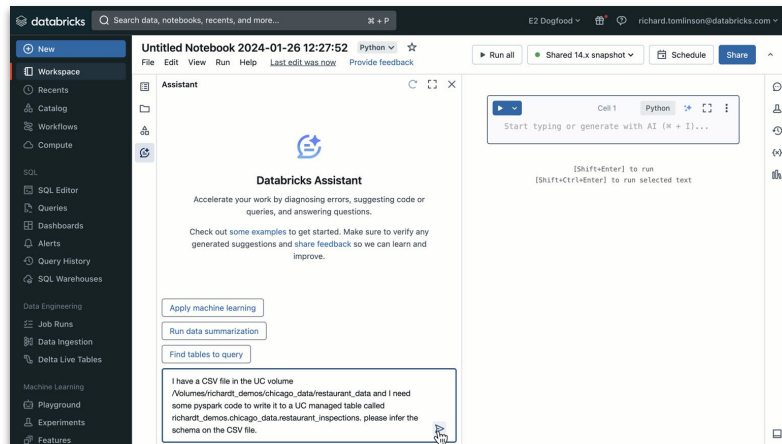 databricks
Search data, notebooks, recents, and more...
⌘ + P
E2 Dogfood
richard.tomlinson@databricks.com
New
Workspace
Recents
Catalog
Workflows
Compute
SQL
SQL Editor
Queries
Dashboards
Alerts
Query History
SQL Warehouses
Data Engineering
Job Runs
Data Ingestion
Delta Live Tables
Machine Learning
Playground
Experiments
Features
Untitled Notebook 2024-01-26 12:27:52 Python
File Edit View Run Help Last edit was now Provide feedback
Run all
Shared 14.x snapshot
Schedule
Share
Assistant
Databricks Assistant
Accelerate your work by diagnosing errors, suggesting code or
queries, and answering questions.
Check out some examples to get started. Make sure to verify any
generated suggestions and share feedback so we can learn and
improve.
Apply machine learning
Run data summarization
Find tables to query
I have a CSV file in the UC volume
/Volumes/richardt_demos/chicago_data/restaurant_data and I need
some pyspark code to write it to a UC managed table called
richardt_demos.chicago_data.restaurant_inspections. please infer the
schema on the CSV file.
Cell 1 Python
Start typing or generate with AI (⌘ + I)...
[Shift+Enter] to run
[Shift+Ctrl+Enter] to run selected text